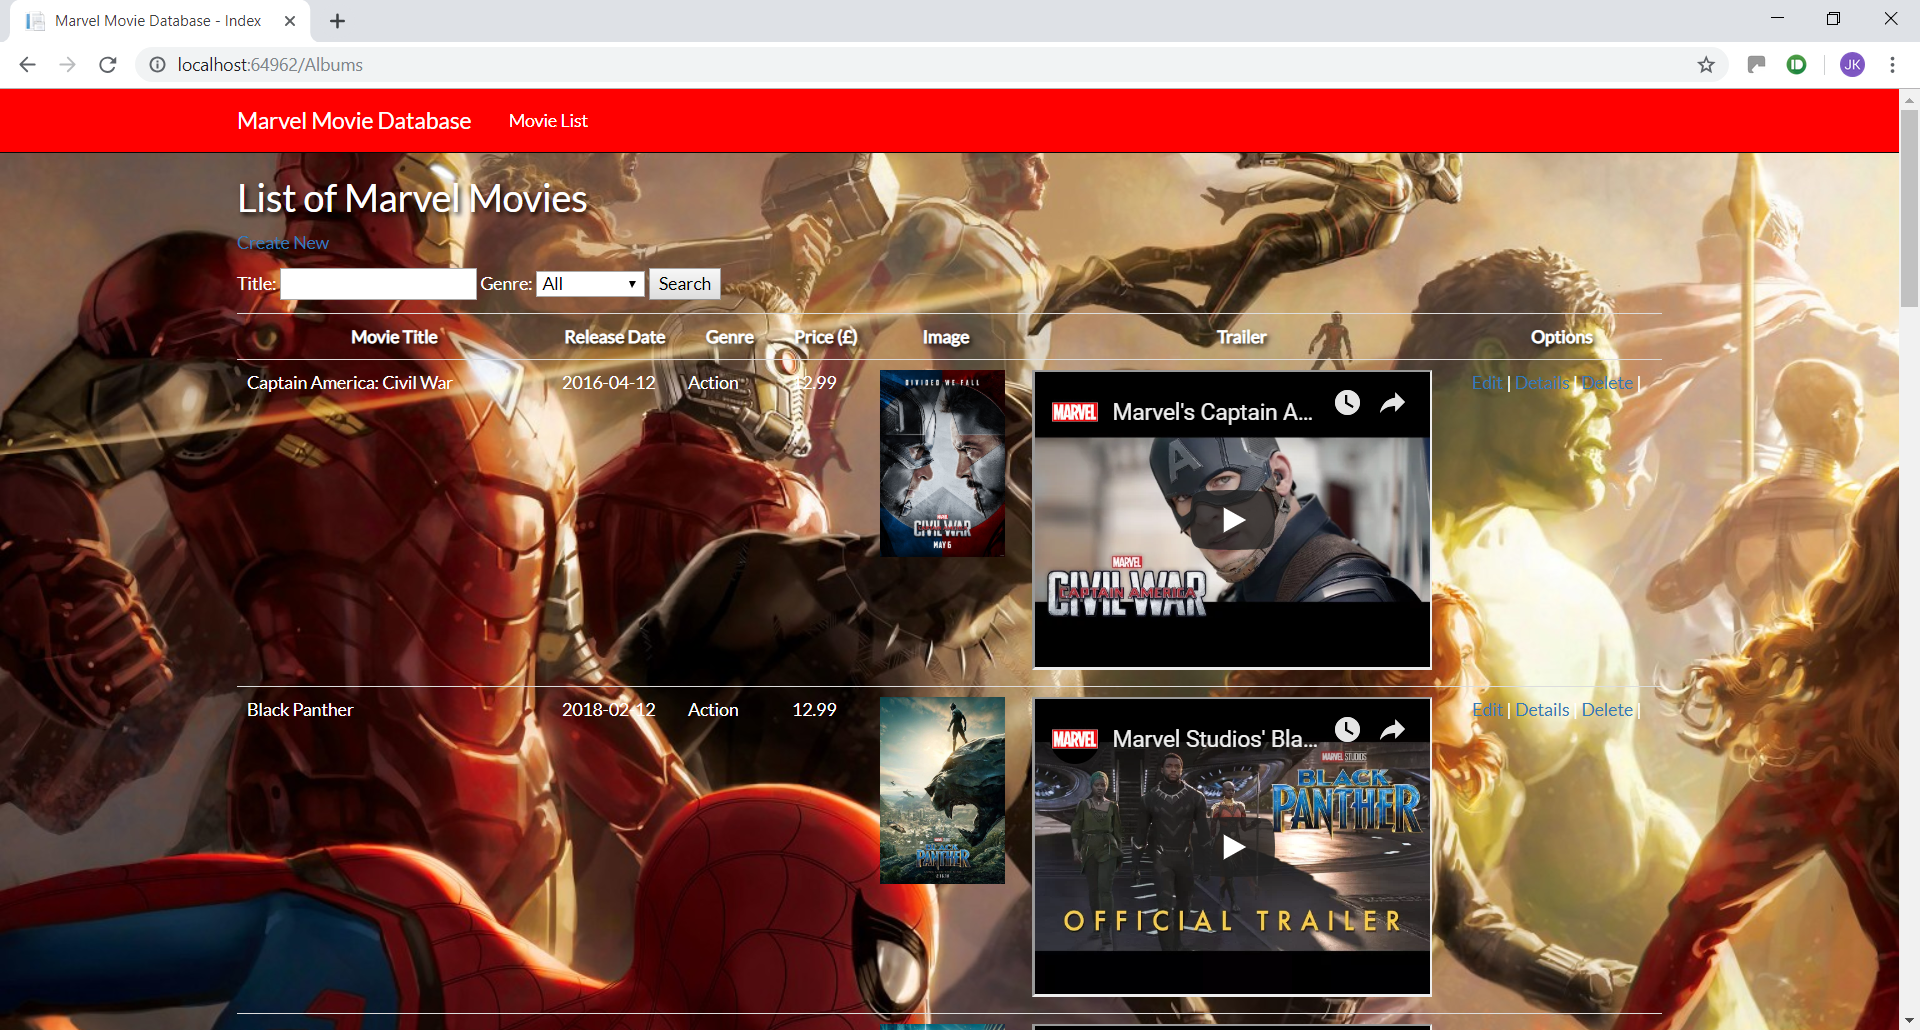 Marvel Movie Database - Index
localhost:64962/Albums
JK
Marvel Movie Database Movie List
List of Marvel Movies
Create New
Title: Genre: All Search
Movie Title Release Date Genre Price (£) Image Trailer Options
Captain America: Civil War 2016-04-12 Action 12.99 Edit | Details | Delete |
DIVIDED WE FALL
MARVEL
CIVIL WAR
MAY 6
MARVEL Marvel's Captain A...
A
MARVEL
CIVIL WAR
CAPTAIN AMERICA
Black Panther 2018-02-12 Action 12.99 Edit | Details | Delete |
BLACK
PANTHER
MARVEL Marvel Studios' Bla...
MARVEL STUDIOS
BLACK
PANTHER
OFFICIAL TRAILER